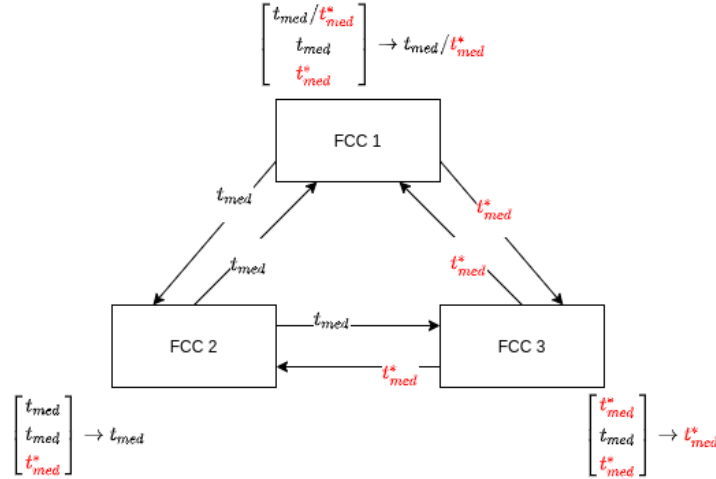 [t_med/t*_med
t_med
t*_med] → t_med/t*_med
FCC 1
t_med
t*_med
t_med
t*_med
FCC 2
t_med
t*_med
FCC 3
[t_med
t_med
t*_med] → t_med
[t*_med
t_med
t*_med] → t*_med